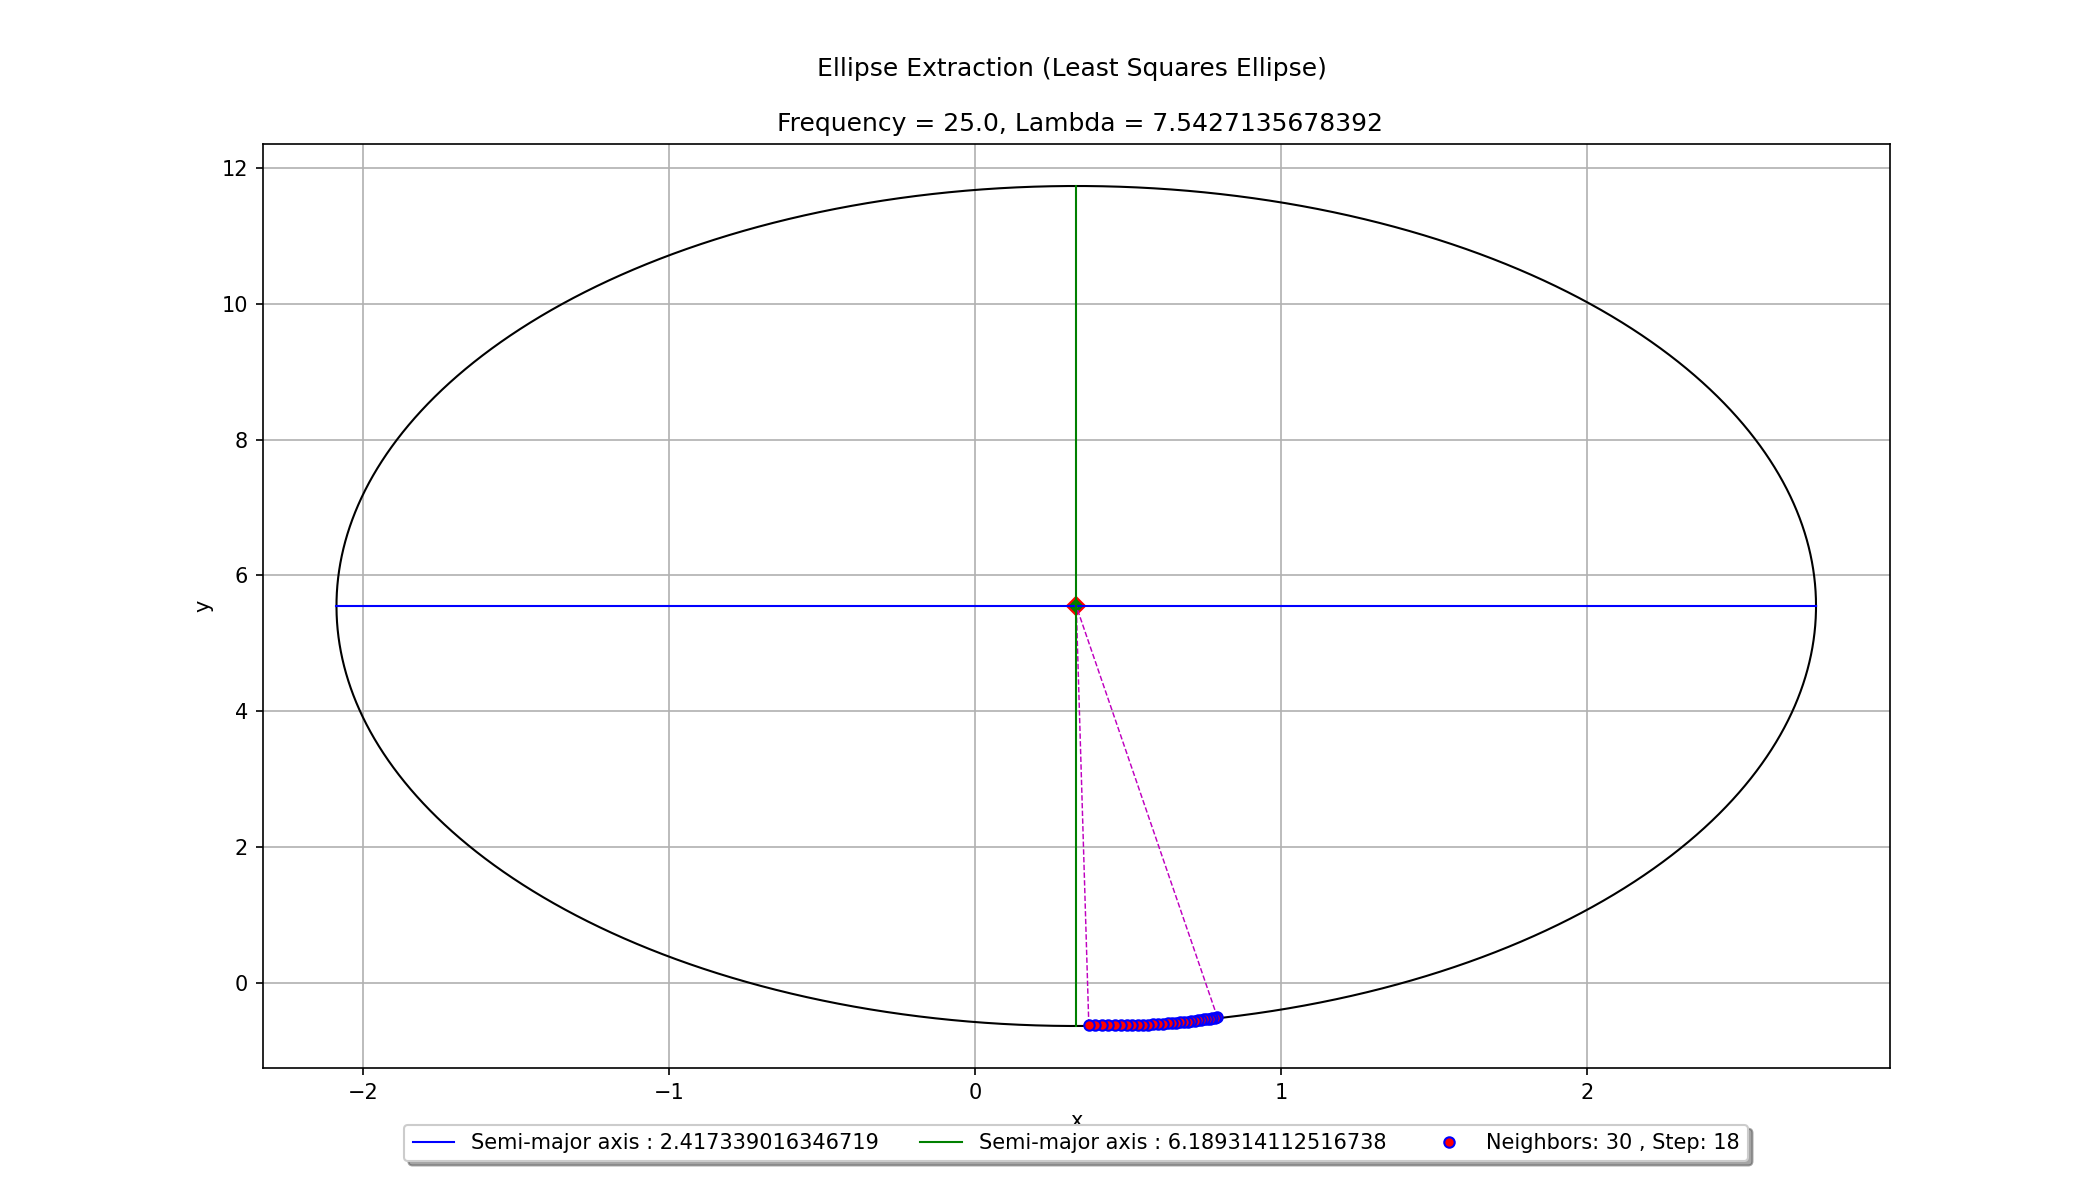 Ellipse Extraction (Least Squares Ellipse)
Frequency = 25.0, Lambda = 7.5427135678392
12
10
8
6
4
2
0
y
−2 −1 0 1 2
x
Semi-major axis : 2.417339016346719 Semi-major axis : 6.189314112516738 Neighbors: 30 , Step: 18